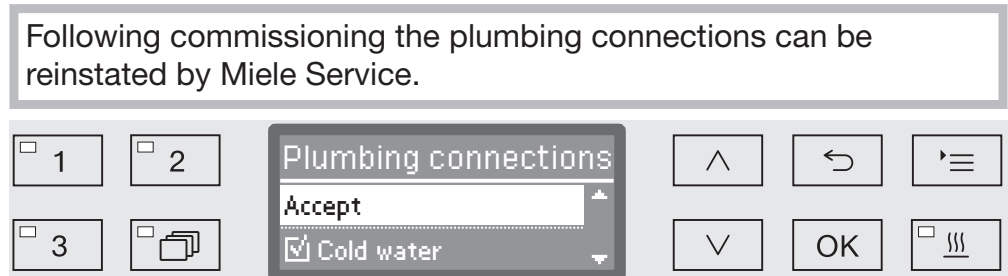 Following commissioning the plumbing connections can be
reinstated by Miele Service.
1 2 Plumbing connections
Accept
3 Cold water OK